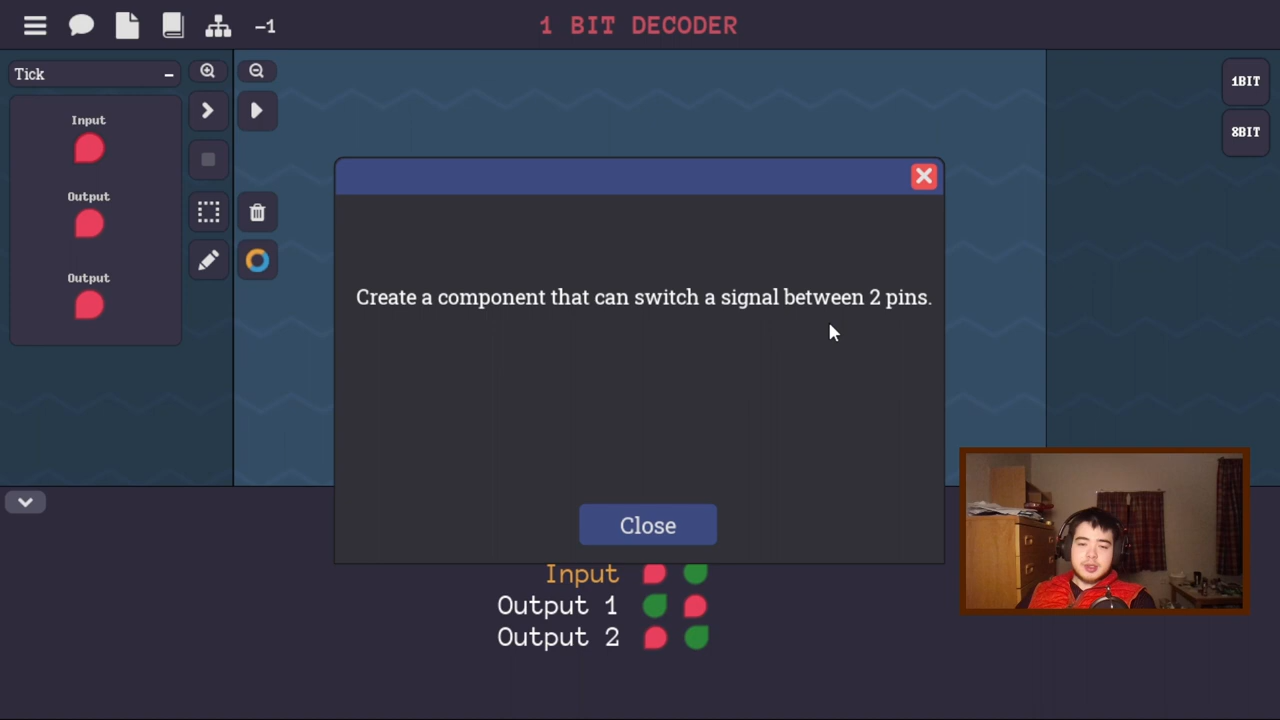 -1
1 BIT DECODER
Tick
Input
Output
Output
1BIT
8BIT
Create a component that can switch a signal between 2 pins.
Close
Input
Output 1
Output 2